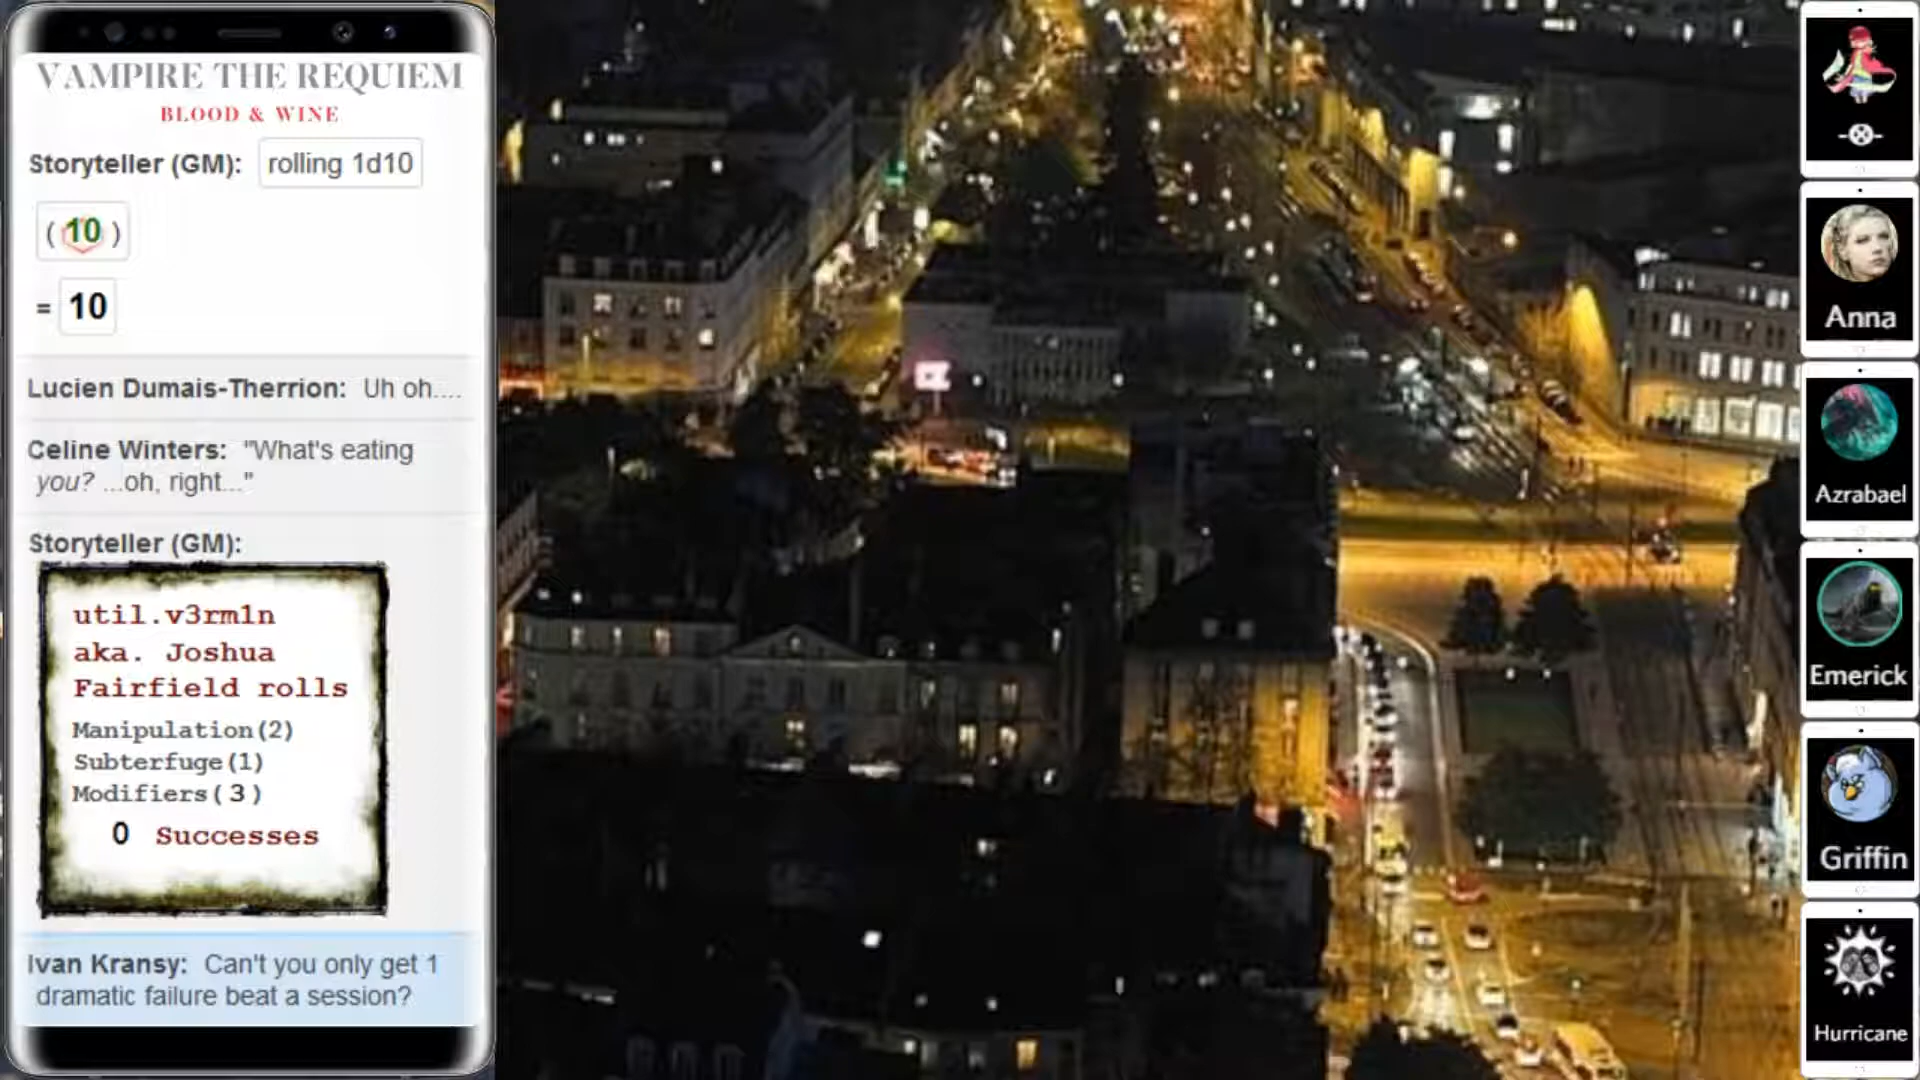 VAMPIRE THE REQUIEM
BLOOD & WINE
Storyteller (GM): rolling 1d10
( 10 )
= 10
Lucien Dumais-Therrion: Uh oh....
Celine Winters: "What's eating
you? ...oh, right..."
Storyteller (GM):
util.v3rm1n
aka. Joshua
Fairfield rolls
Manipulation(2)
Subterfuge(1)
Modifiers( 3 )
0 Successes
Ivan Kransy: Can't you only get 1
dramatic failure beat a session?
Anna
Azrabael
Emerick
Griffin
Hurricane